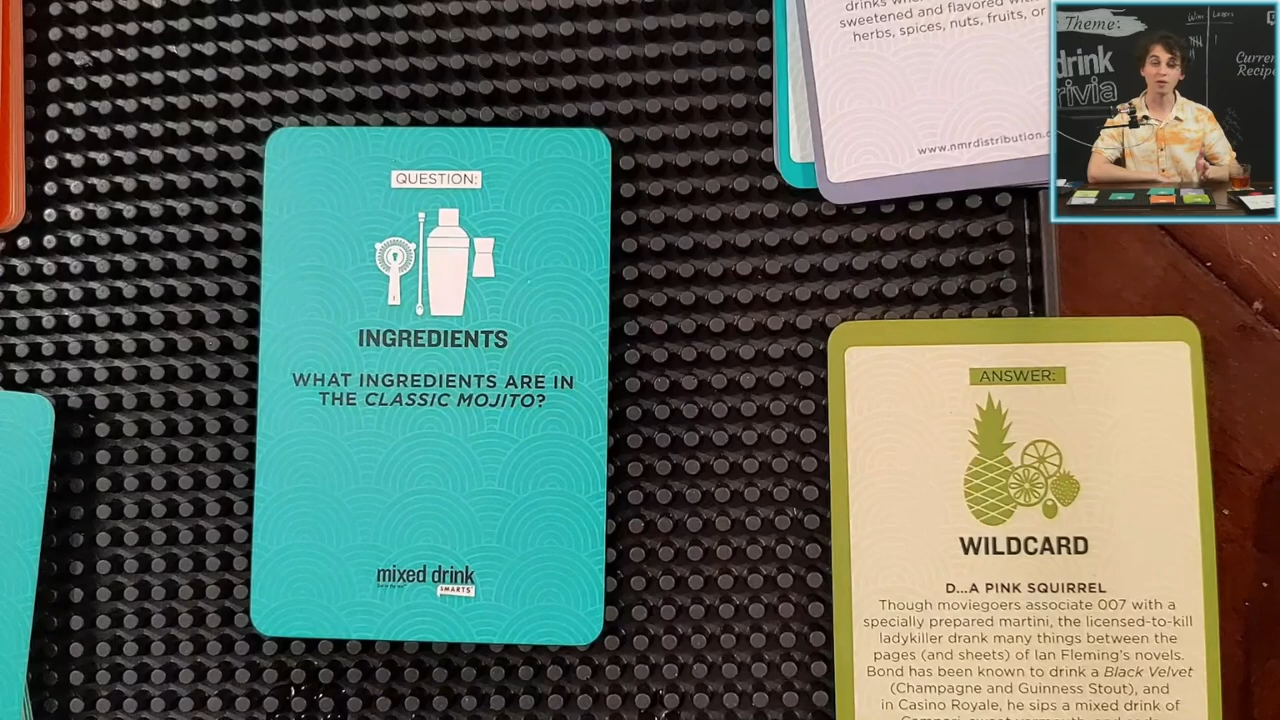 QUESTION:
INGREDIENTS
WHAT INGREDIENTS ARE IN
THE CLASSIC MOJITO?
mixed drink
SMARTS
sweetened and flavored
herbs, spices, nuts, fruits, or
www.nmrdistribution.c
Theme:
drink
rivia
Wins Losers
Curren
Recipe
ANSWER:
WILDCARD
D...A PINK SQUIRREL
Though moviegoers associate 007 with a
specially prepared martini, the licensed-to-kill
ladykiller drank many things between the
pages (and sheets) of Ian Fleming's novels.
Bond has been known to drink a Black Velvet
(Champagne and Guinness Stout), and
in Casino Royale, he sips a mixed drink of